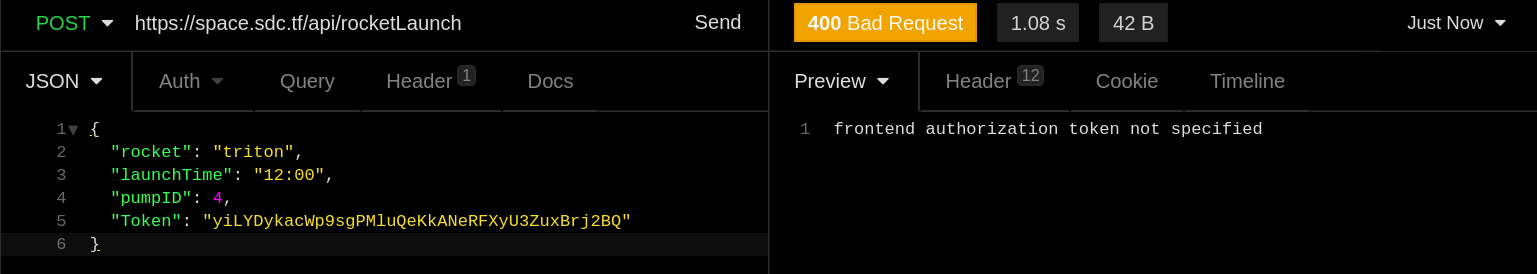 POST https://space.sdc.tf/api/rocketLaunch Send
400 Bad Request 1.08 s 42 B Just Now
JSON Auth Query Header 1 Docs
Preview Header 12 Cookie Timeline
1 {
2 "rocket": "triton",
3 "launchTime": "12:00",
4 "pumpID": 4,
5 "Token": "yiLYDykacWp9sgPMluQeKkANeRFXyU3ZuxBrj2BQ"
6 }
1 frontend authorization token not specified